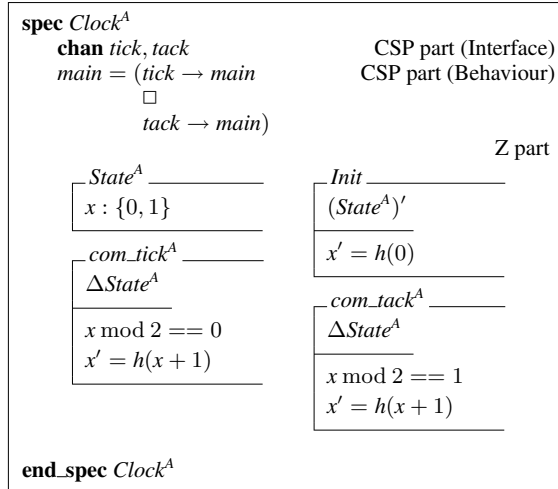 spec Clock^A
chan tick, tack CSP part (Interface)
main = (tick → main CSP part (Behaviour)
□
tack → main)
Z part
State^A
x : {0, 1}
Init
(State^A)′
x′ = h(0)
com_tick^A
ΔState^A
x mod 2 == 0
x′ = h(x + 1)
com_tack^A
ΔState^A
x mod 2 == 1
x′ = h(x + 1)
end_spec Clock^A